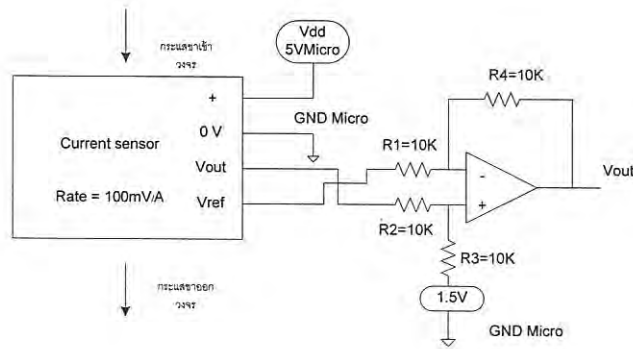 กระแสขาเข้า
วงจร
Vdd
5VMicro
+
0 V
GND Micro
Current sensor
Vout
Rate = 100mV/A
Vref
R1=10K
R4=10K
-
+
Vout
R2=10K
R3=10K
1.5V
GND Micro
กระแสขาออก
วงจร